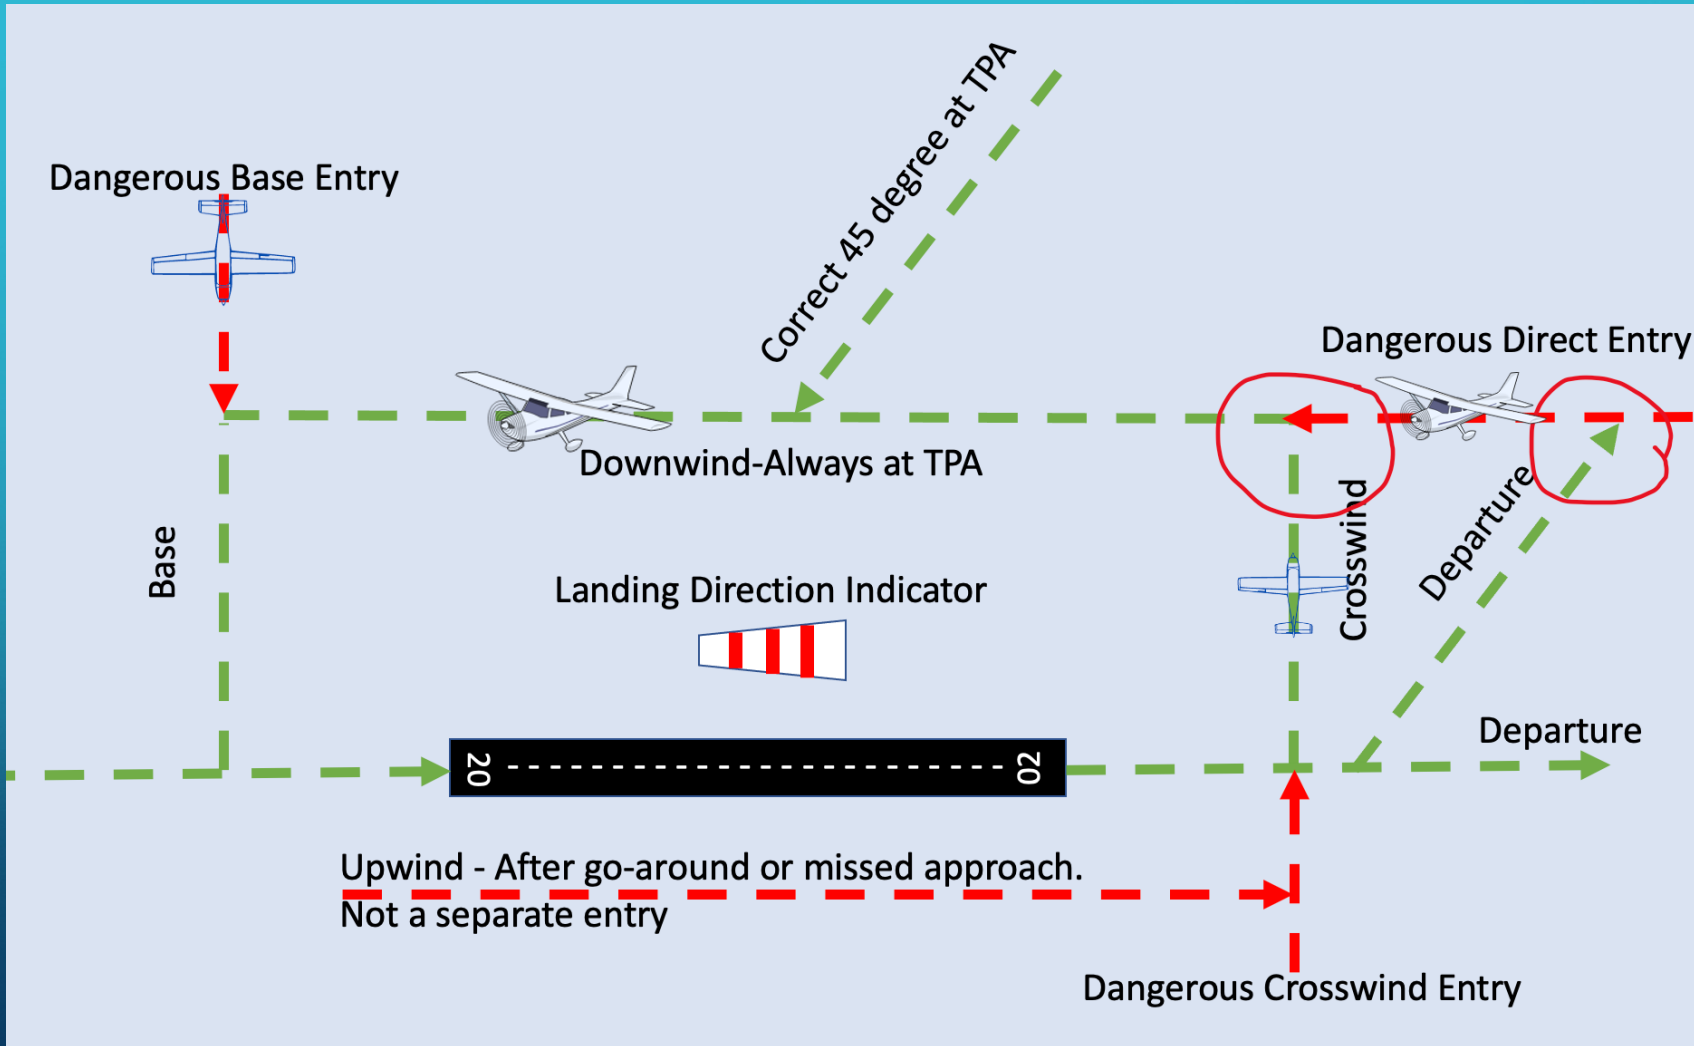 Correct 45 degree at TPA
Dangerous Base Entry
Dangerous Direct Entry
Downwind-Always at TPA
Crosswind
Departure
Base
Landing Direction Indicator
Departure
20
02
Upwind - After go-around or missed approach.
Not a separate entry
Dangerous Crosswind Entry